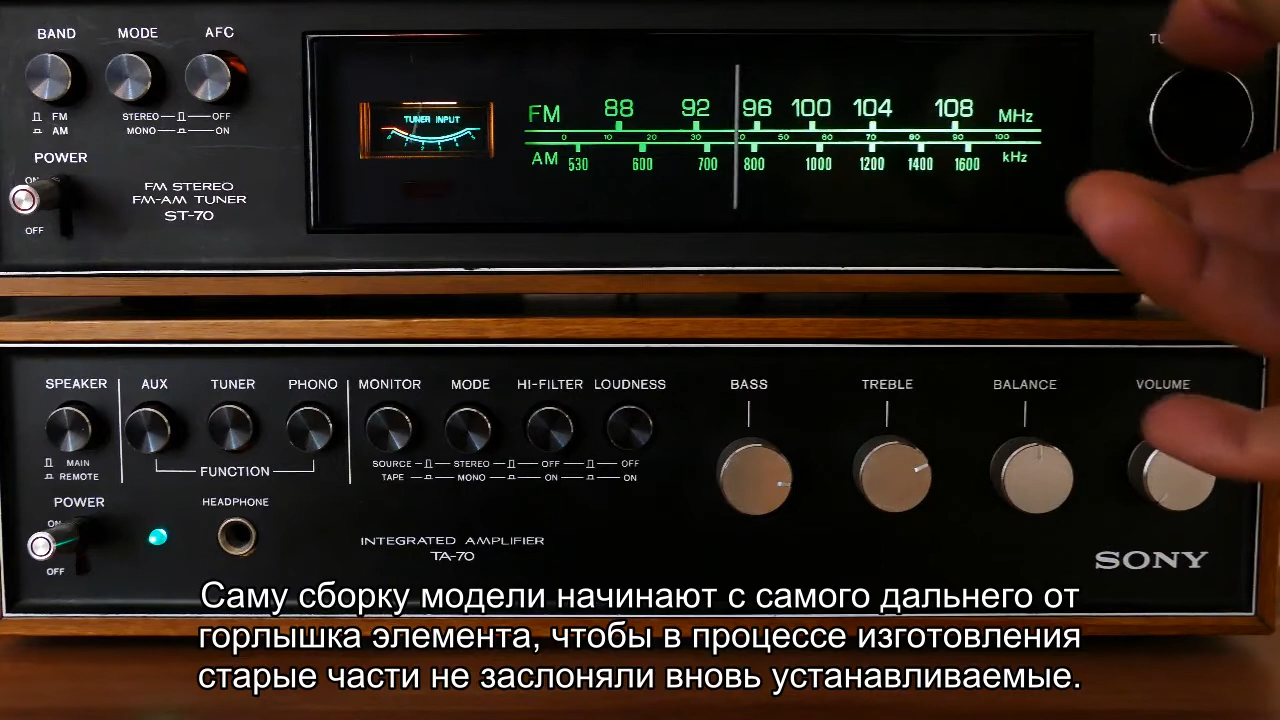 BAND MODE AFC
FM STEREO OFF
AM MONO ON
POWER
ON
OFF
FM STEREO
FM-AM TUNER
ST-70
TUNER INPUT
FM 88 92 96 100 104 108 MHz
0 10 20 30 40 50 60 70 80 90 100
AM 530 600 700 800 1000 1200 1400 1600 kHz
SPEAKER AUX TUNER PHONO MONITOR MODE HI-FILTER LOUDNESS BASS TREBLE BALANCE VOLUME
MAIN
REMOTE
FUNCTION
SOURCE STEREO OFF OFF
TAPE MONO ON ON
POWER
ON
OFF
HEADPHONE
INTEGRATED AMPLIFIER
TA-70
SONY
Саму сборку модели начинают с самого дальнего от
горлышка элемента, чтобы в процессе изготовления
старые части не заслоняли вновь устанавливаемые.